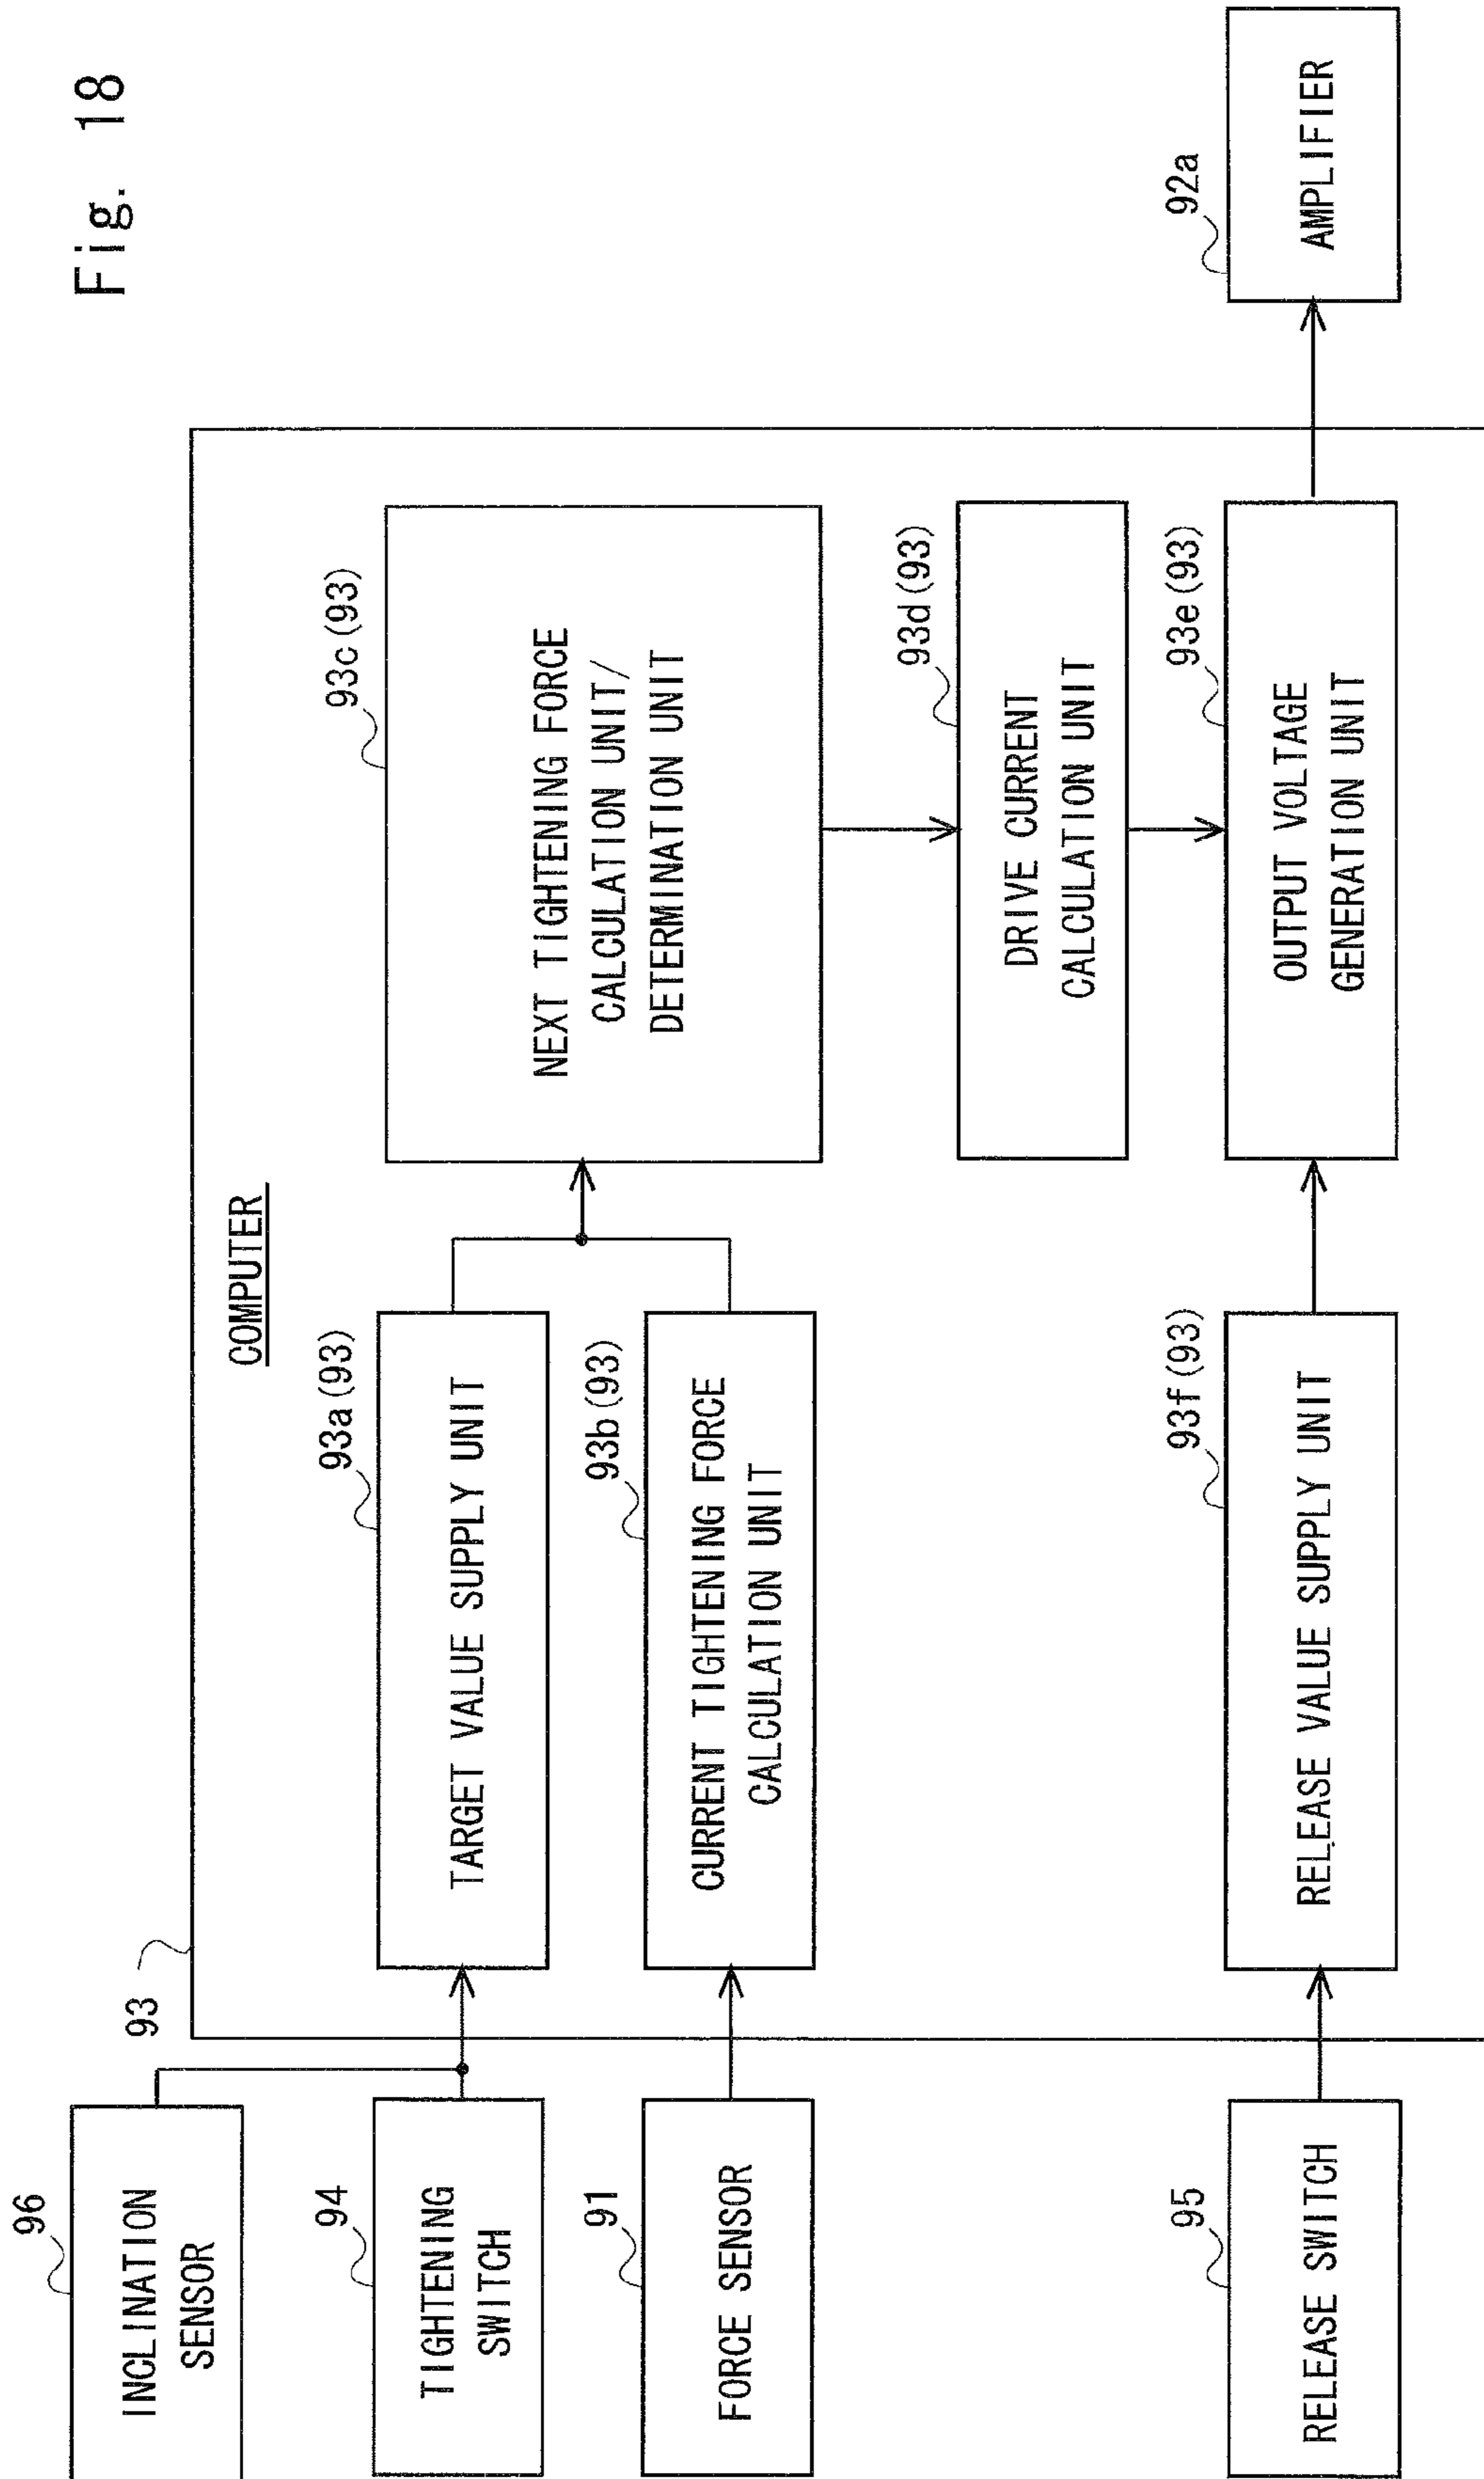 Fig. 18
96
INCLINATION
SENSOR
94
TIGHTENING
SWITCH
91
FORCE SENSOR
95
RELEASE SWITCH
93
COMPUTER
93a (93)
TARGET VALUE SUPPLY UNIT
93b (93)
CURRENT TIGHTENING FORCE
CALCULATION UNIT
93f (93)
RELEASE VALUE SUPPLY UNIT
93c (93)
NEXT TIGHTENING FORCE
CALCULATION UNIT/
DETERMINATION UNIT
93d (93)
DRIVE CURRENT
CALCULATION UNIT
93e (93)
OUTPUT VOLTAGE
GENERATION UNIT
92a
AMPLIFIER